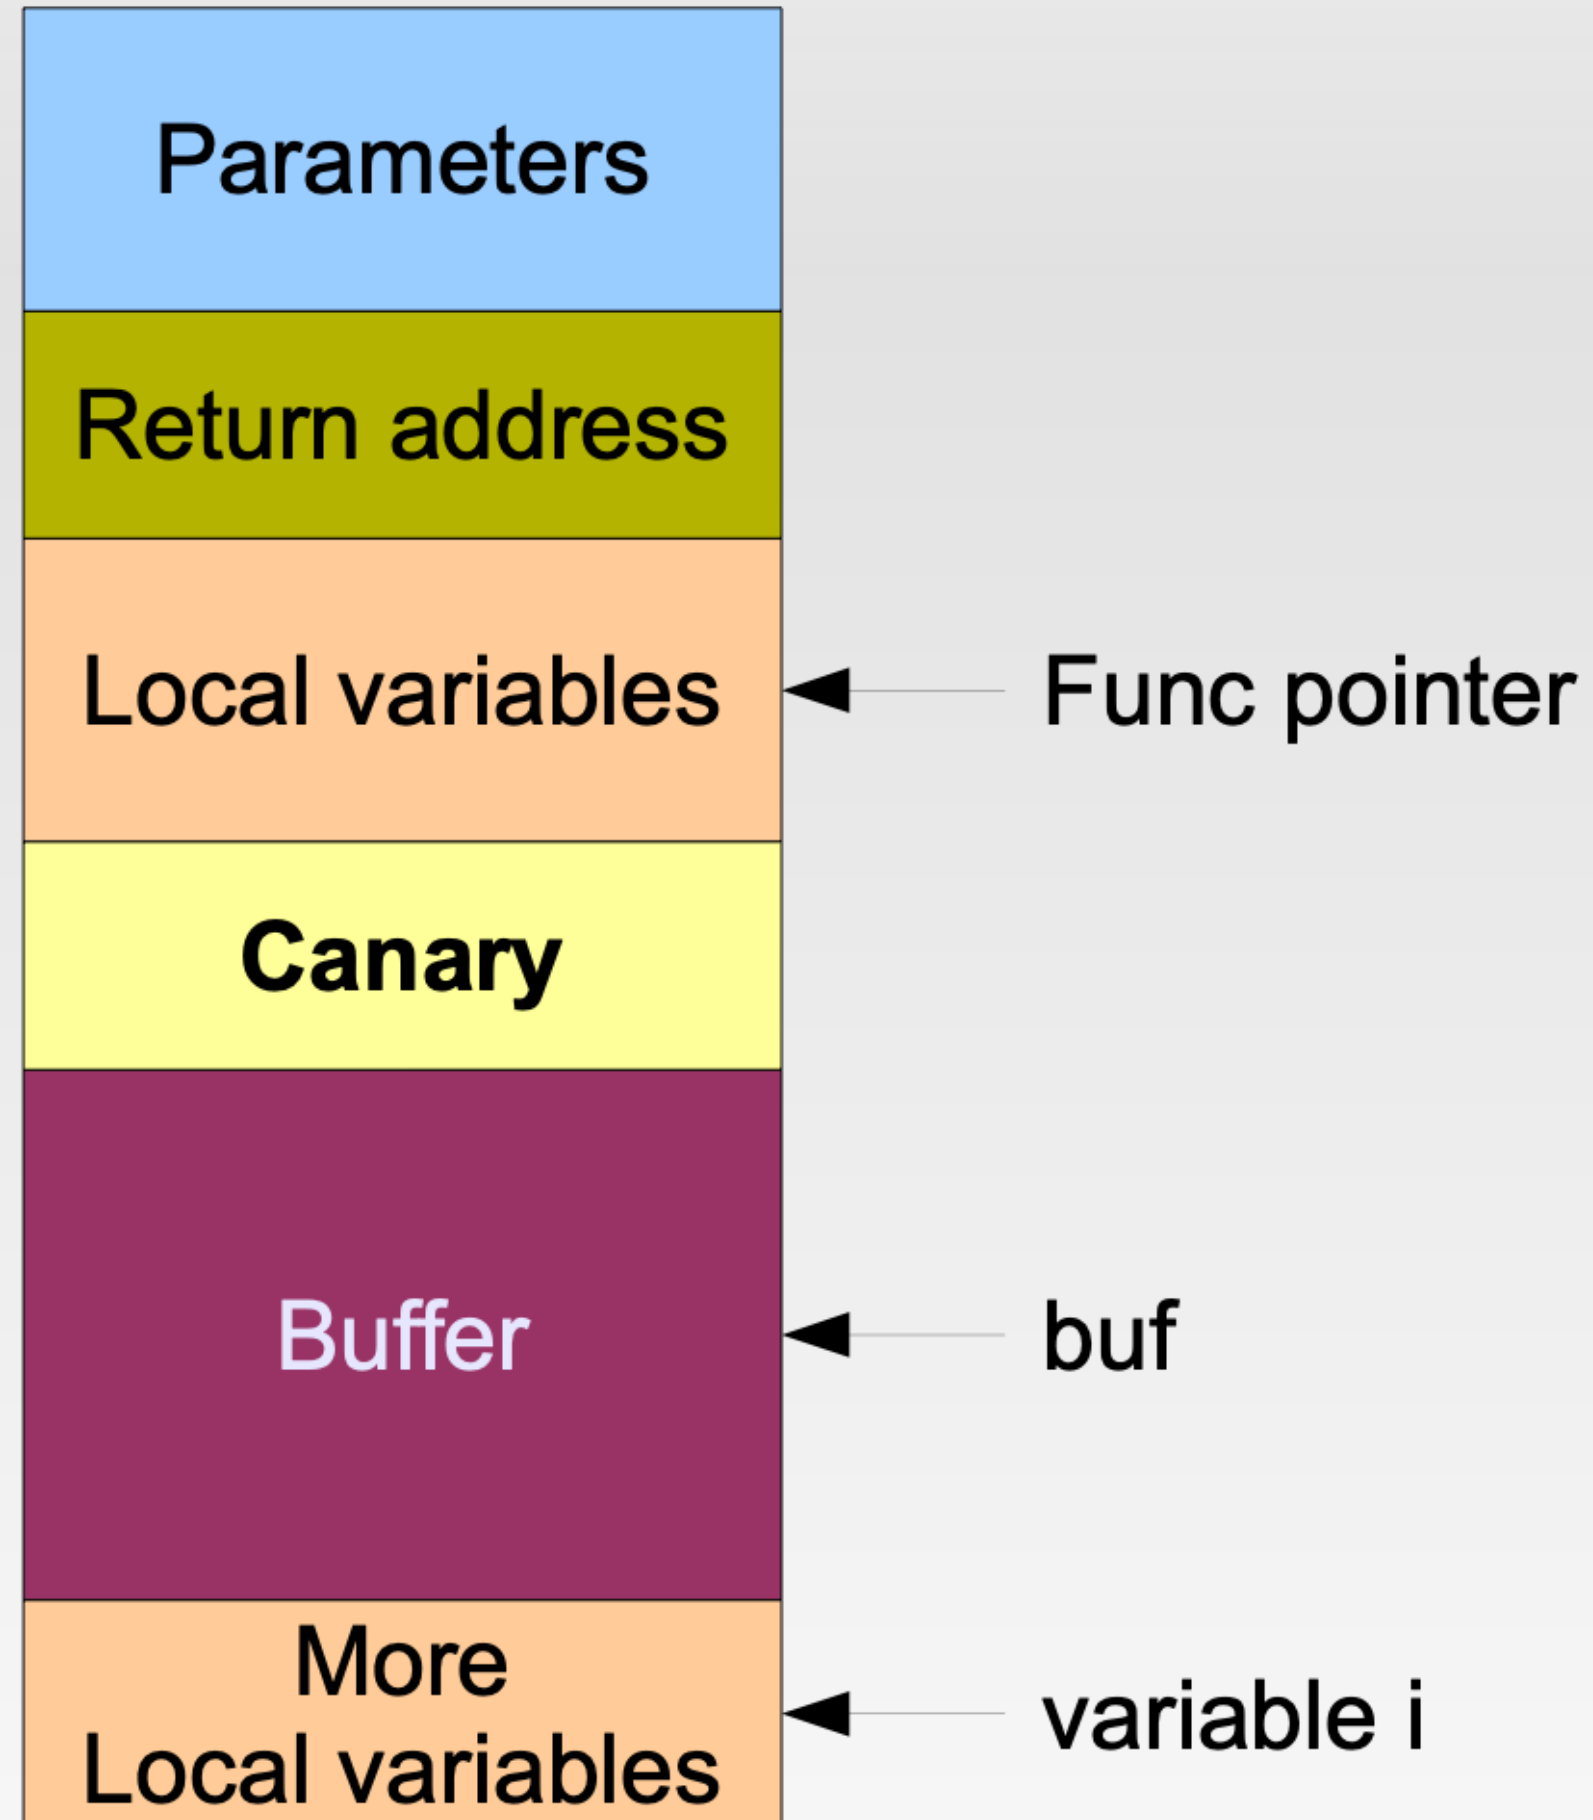 Parameters
Return address
Local variables
Func pointer
Canary
Buffer
buf
More
Local variables
variable i